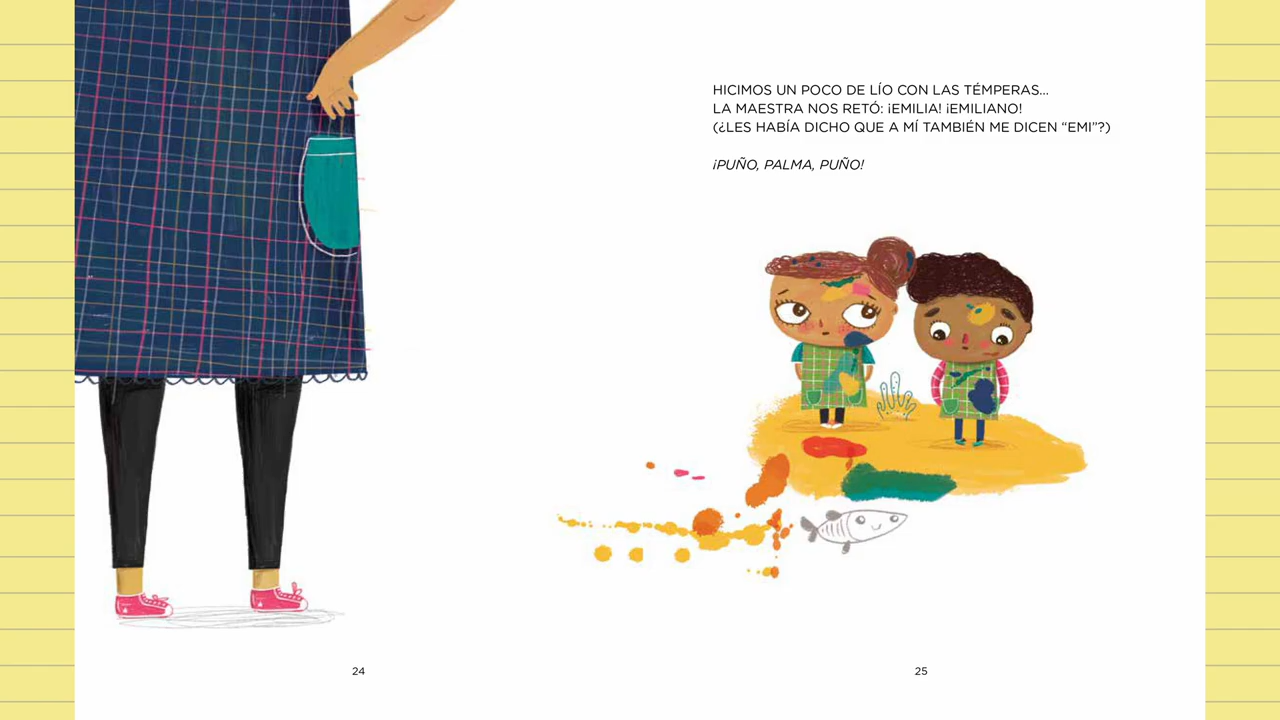 HICIMOS UN POCO DE LÍO CON LAS TÉMPERAS...
LA MAESTRA NOS RETÓ: ¡EMILIA! ¡EMILIANO!
(¿LES HABÍA DICHO QUE A MÍ TAMBIÉN ME DICEN “EMI”?)
¡PUÑO, PALMA, PUÑO!
24
25